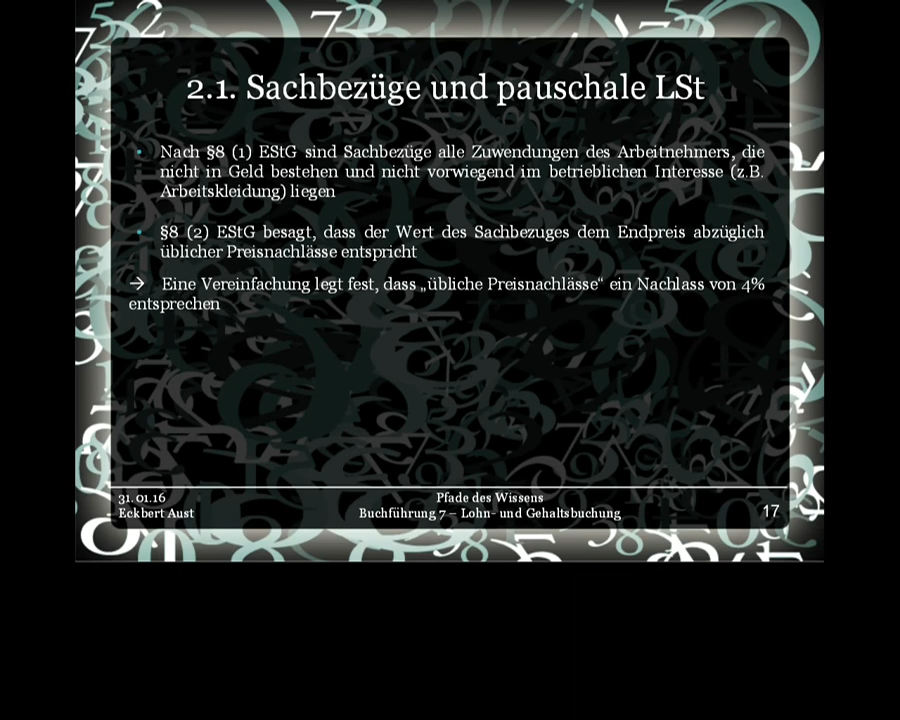 2.1. Sachbezüge und pauschale LSt
• Nach §8 (1) EStG sind Sachbezüge alle Zuwendungen des Arbeitnehmers, die
nicht in Geld bestehen und nicht vorwiegend im betrieblichen Interesse (z.B.
Arbeitskleidung) liegen
• §8 (2) EStG besagt, dass der Wert des Sachbezuges dem Endpreis abzüglich
üblicher Preisnachlässe entspricht
→ Eine Vereinfachung legt fest, dass „übliche Preisnachlässe“ ein Nachlass von 4%
entsprechen
31.01.16
Eckbert Aust
Pfade des Wissens
Buchführung 7 – Lohn- und Gehaltsbuchung
17